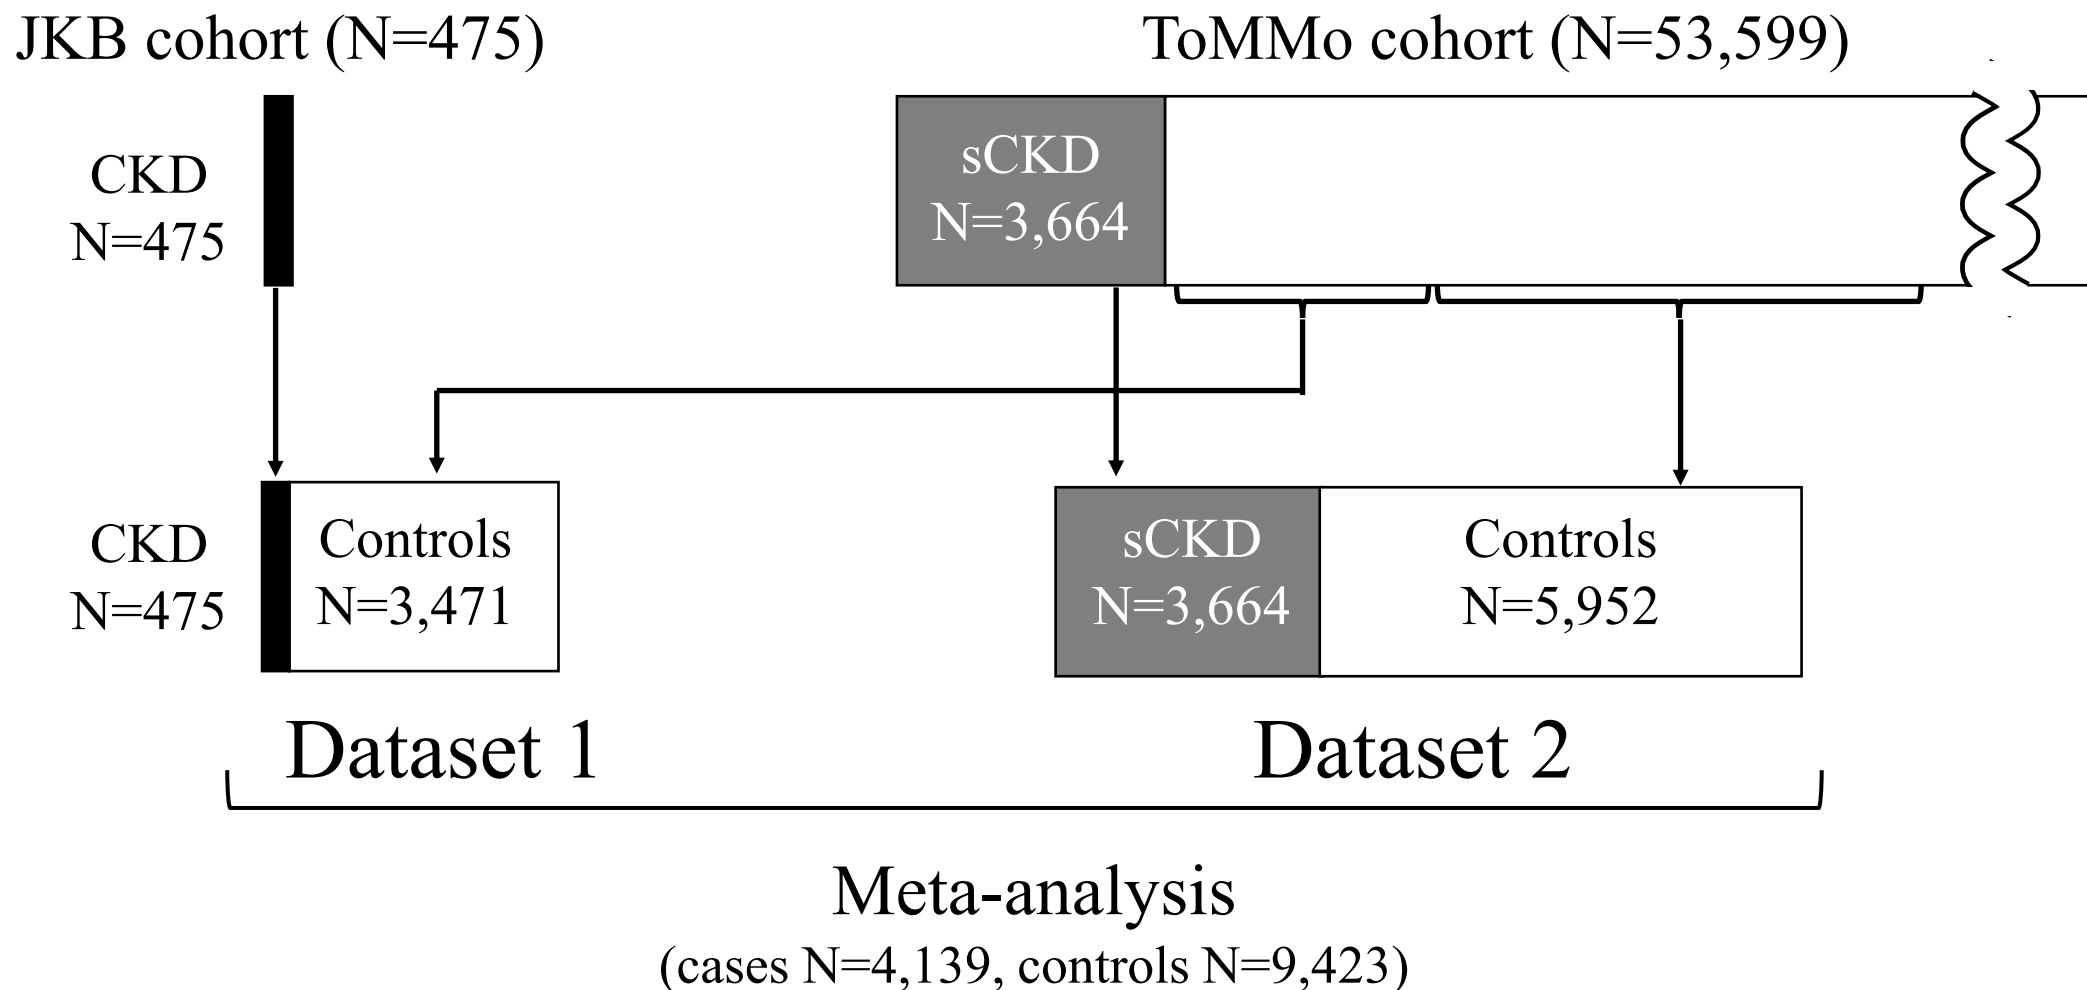 JKB cohort (N=475)
ToMMo cohort (N=53,599)
CKD
N=475
sCKD
N=3,664
CKD
N=475
Controls
N=3,471
sCKD
N=3,664
Controls
N=5,952
Dataset 1
Dataset 2
Meta-analysis
(cases N=4,139, controls N=9,423)